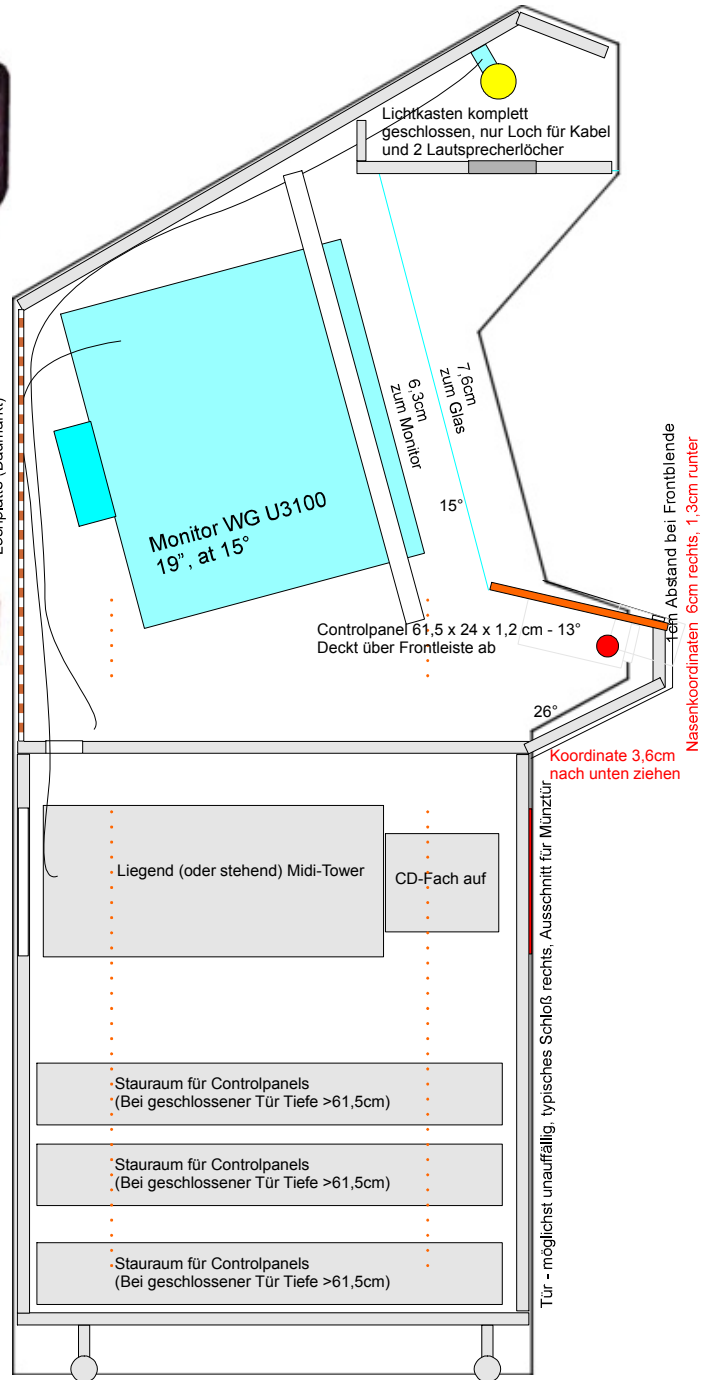 Lichtkasten komplett
geschlossen, nur Loch für Kabel
und 2 Lautsprecherlöcher
7,6cm
zum Glas
6,3cm
zum Monitor
15°
Monitor WG U3100
19”, at 15°
(Baumarkt)
1cm Abstand bei Frontblende
Nasenkoordinaten 6cm rechts, 1,3cm runter
Controlpanel 61,5 x 24 x 1,2 cm - 13°
Deckt über Frontleiste ab
26°
Koordinate 3,6cm
nach unten ziehen
Liegend (oder stehend) Midi-Tower
CD-Fach auf
Tür - möglichst unauffällig, typisches Schloß rechts, Ausschnitt für Münztür
Stauraum für Controlpanels
(Bei geschlossener Tür Tiefe >61,5cm)
Stauraum für Controlpanels
(Bei geschlossener Tür Tiefe >61,5cm)
Stauraum für Controlpanels
(Bei geschlossener Tür Tiefe >61,5cm)